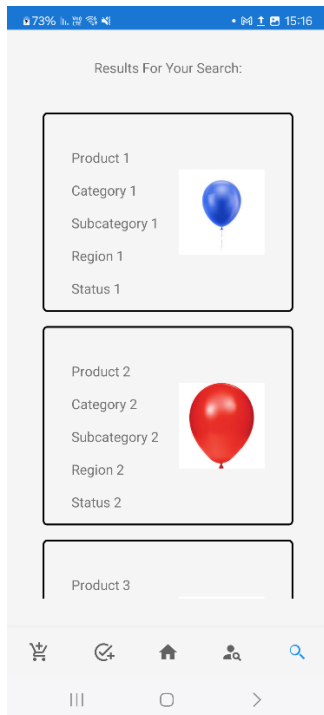 73%
15:16
Results For Your Search:
Product 1
Category 1
Subcategory 1
Region 1
Status 1
Product 2
Category 2
Subcategory 2
Region 2
Status 2
Product 3